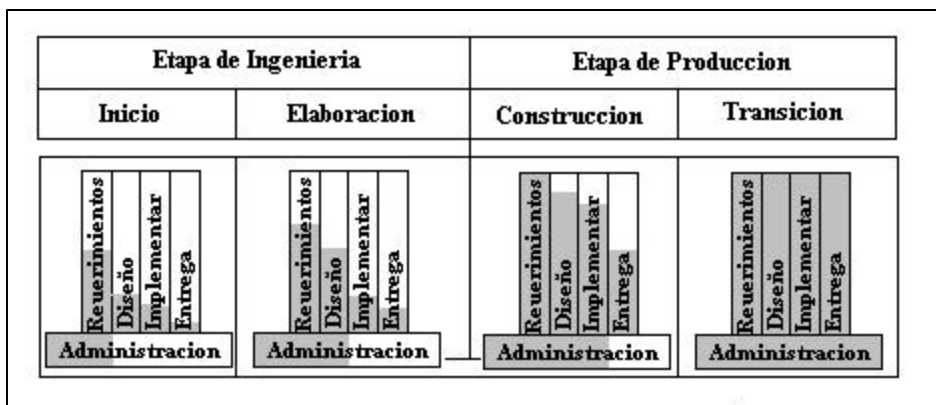 Etapa de Ingenieria
Etapa de Produccion
Inicio
Elaboracion
Construccion
Transicion
Reuerimientos
Diseño
Implementar
Entrega
Administracion
Reuerimientos
Diseño
Implementar
Entrega
Administracion
Reuerimientos
Diseño
Implementar
Entrega
Administracion
Reuerimientos
Diseño
Implementar
Entrega
Administracion